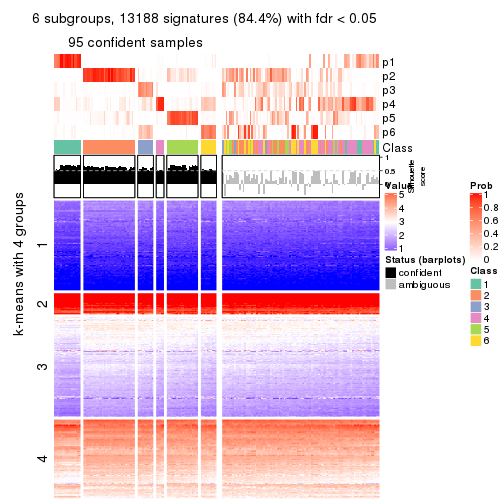 6 subgroups, 13188 signatures (84.4%) with fdr < 0.05
95 confident samples
p1
p2
p3
p4
p5
p6
Class
1
0.5
0
Silhouette
score
Value
5
4
3
2
1
Status (barplots)
confident
ambiguous
Prob
1
0.8
0.6
0.4
0.2
0
Class
1
2
3
4
5
6
k-means with 4 groups
1
2
3
4